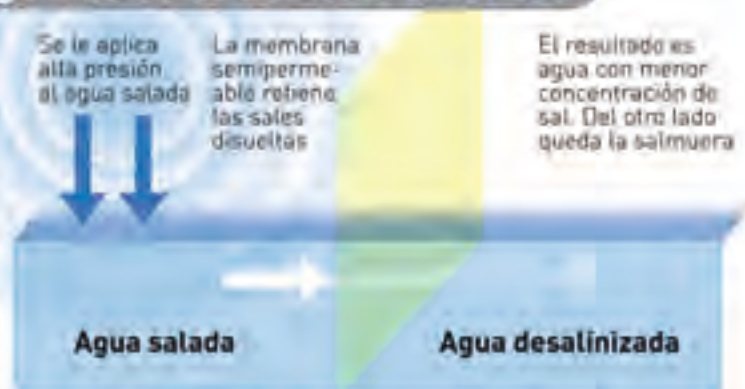 Se le aplica
alta presión
al agua salada
La membrana
semiperme-
able retiene
las sales
disueltas
El resultado es
agua con menor
concentración de
sal. Del otro lado
queda la salmuera
Agua salada
Agua desalinizada